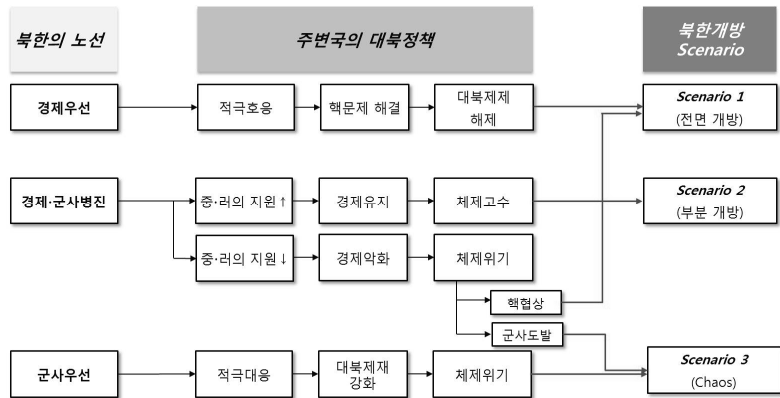 북한의 노선
주변국의 대북정책
북한개방
Scenario
경제우선
적극호응
핵문제 해결
대북제제
해제
Scenario 1
(전면 개방)
경제·군사병진
중·러의 지원↑
경제유지
체제고수
Scenario 2
(부분 개방)
중·러의 지원↓
경제악화
체제위기
핵협상
군사도발
군사우선
적극대응
대북제재
강화
체제위기
Scenario 3
(Chaos)